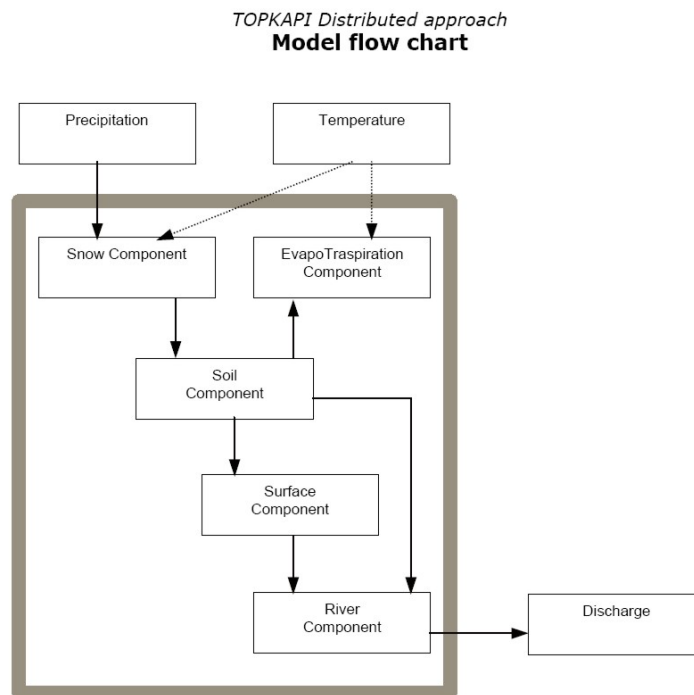 TOPKAPI Distributed approach
Model flow chart
Precipitation
Temperature
Snow Component
EvapoTraspiration
Component
Soil
Component
Surface
Component
River
Component
Discharge